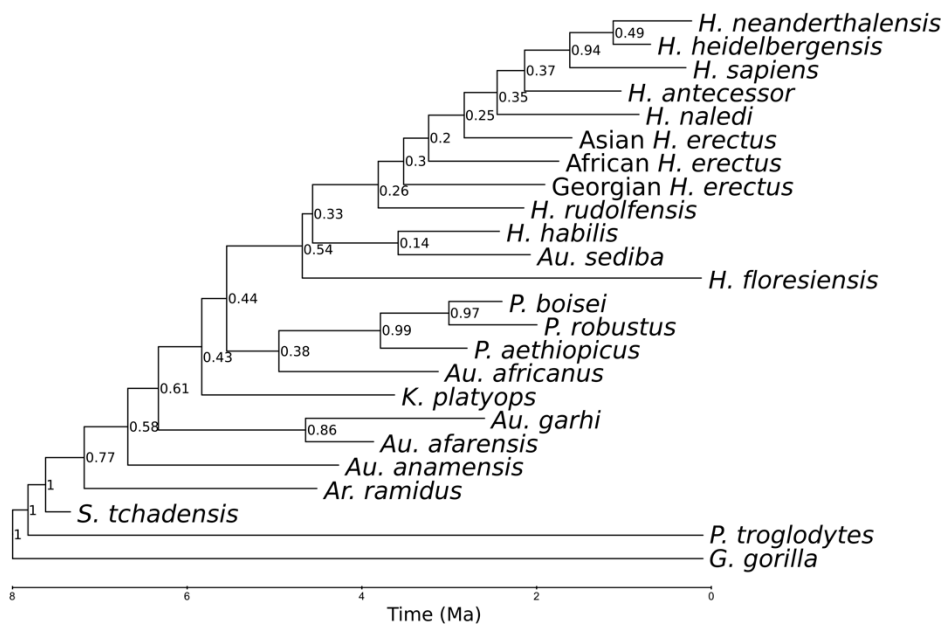 H. neanderthalensis
0.49
H. heidelbergensis
0.94
H. sapiens
0.37
H. antecessor
0.35
H. naledi
0.25
Asian H. erectus
0.2
African H. erectus
0.3
Georgian H. erectus
0.26
H. rudolfensis
0.33
H. habilis
0.14
Au. sediba
0.54
H. floresiensis
0.44
P. boisei
0.97
P. robustus
0.99
P. aethiopicus
0.38
0.43
Au. africanus
0.61
K. platyops
Au. garhi
0.58
0.86
Au. afarensis
0.77
Au. anamensis
1
Ar. ramidus
1
S. tchadensis
1
P. troglodytes
G. gorilla
8 6 4 2 0
Time (Ma)